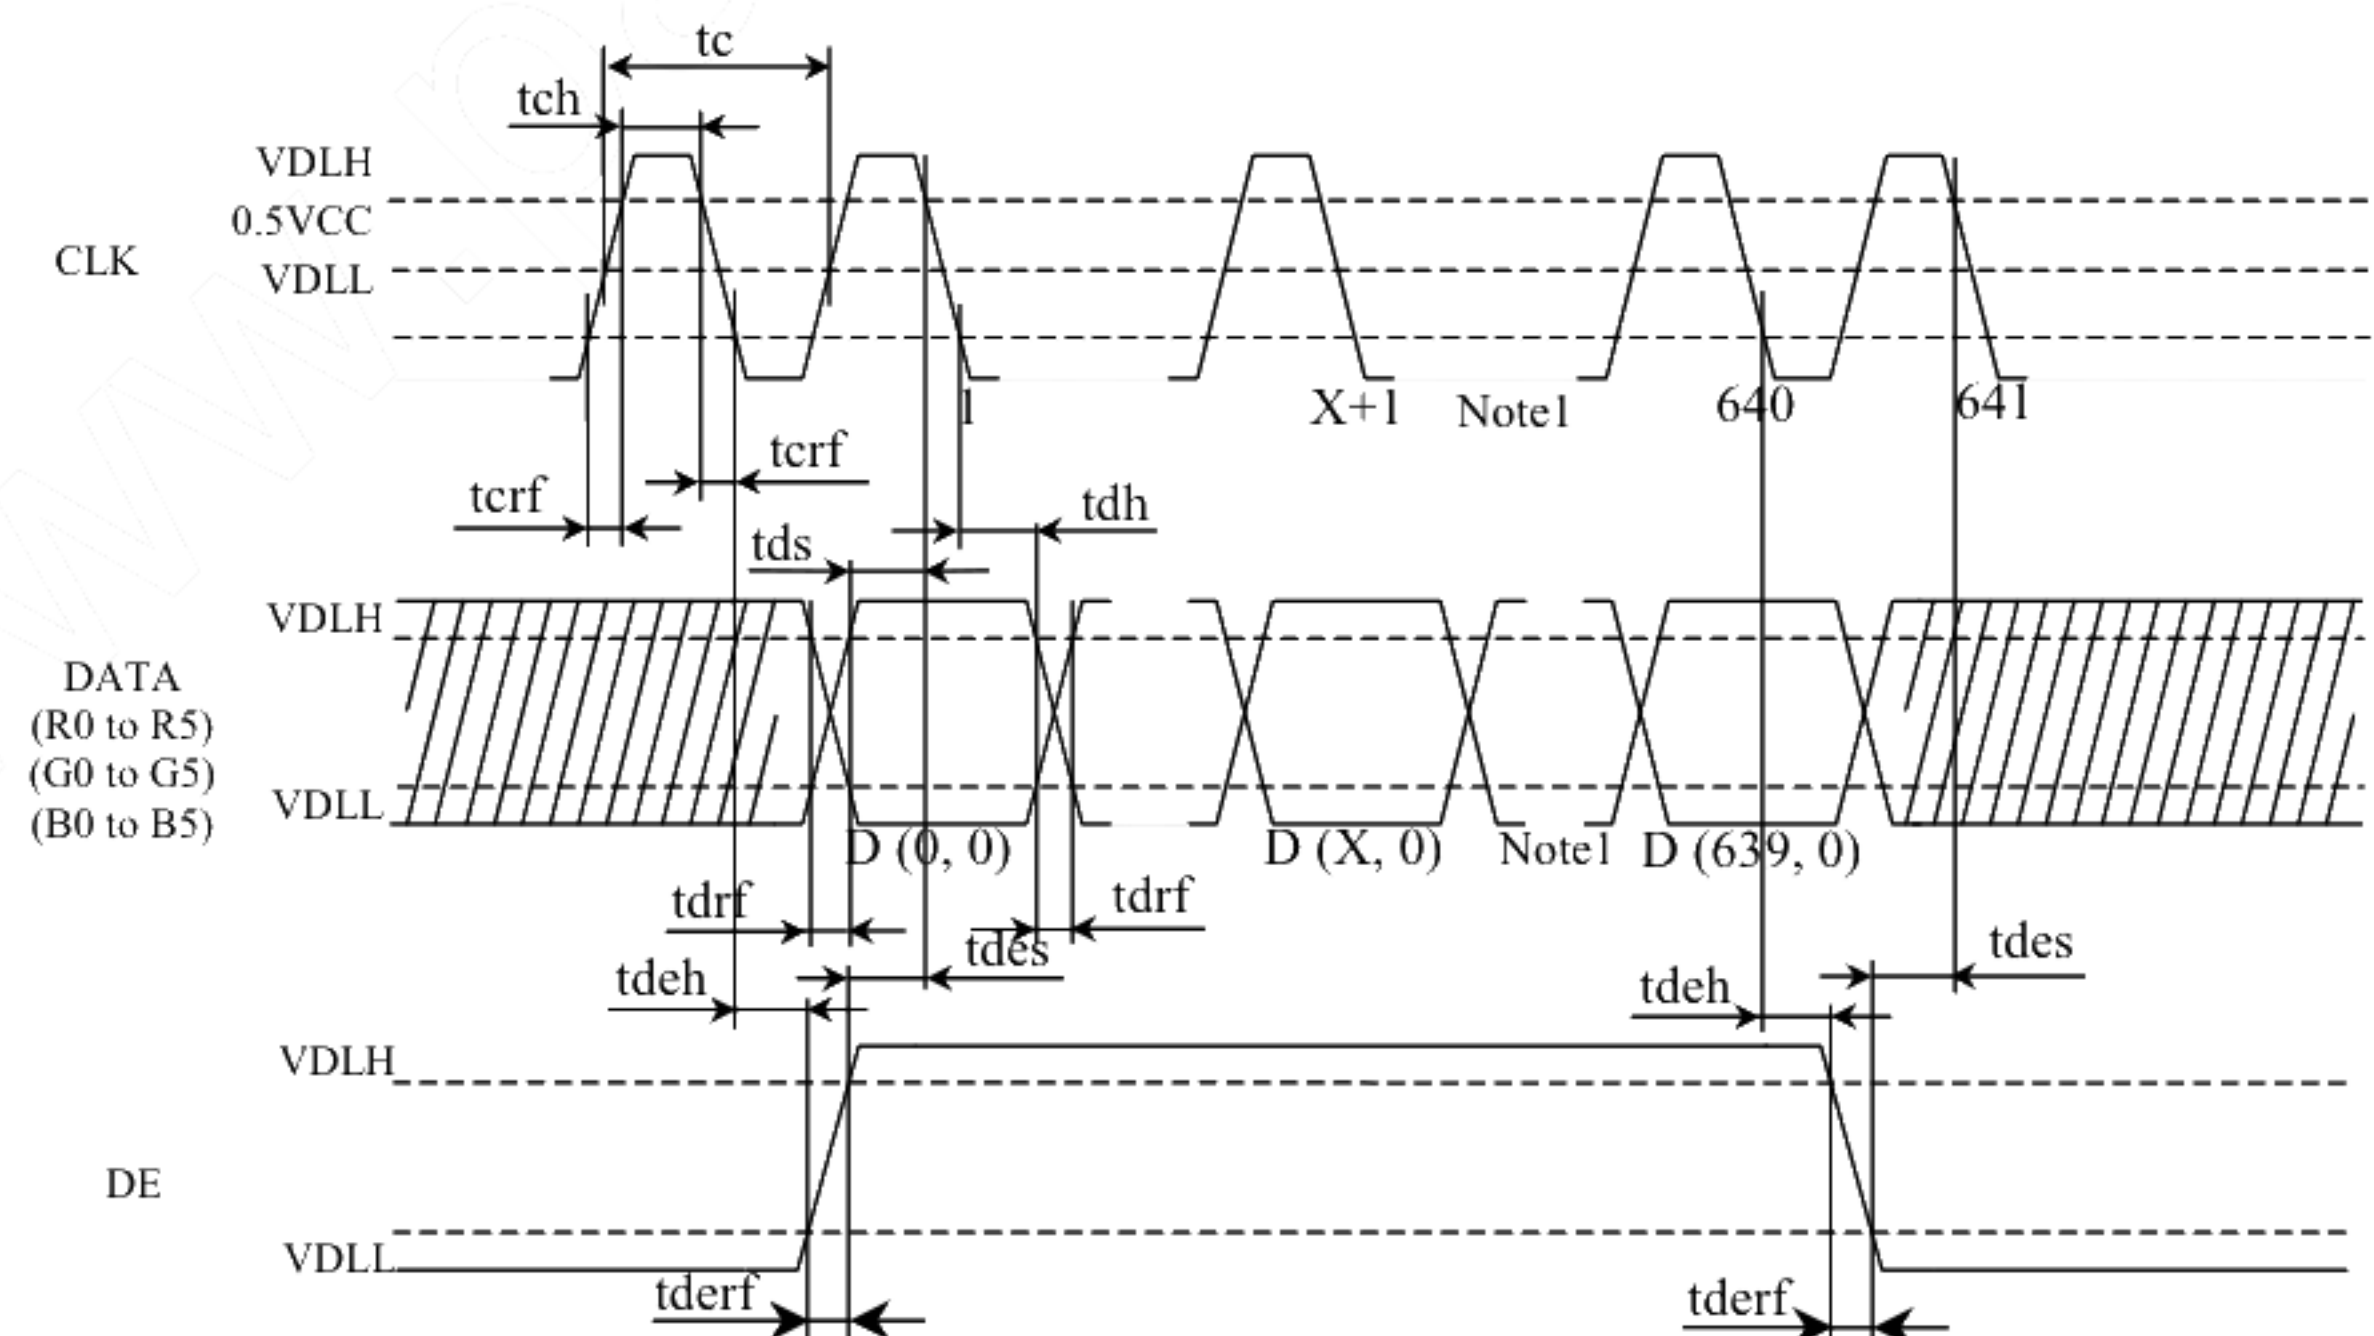 tc
tch
VDLH
0.5VCC
CLK
VDLL
1
X+1
Note1
640
641
tcrf
tcrf
tdh
tds
VDLH
DATA
(R0 to R5)
(G0 to G5)
(B0 to B5)
VDLL
D (0, 0)
D (X, 0)
Note1
D (639, 0)
tdrf
tdrf
tdes
tdes
tdeh
tdeh
VDLH
DE
VDLL
tderf
tderf